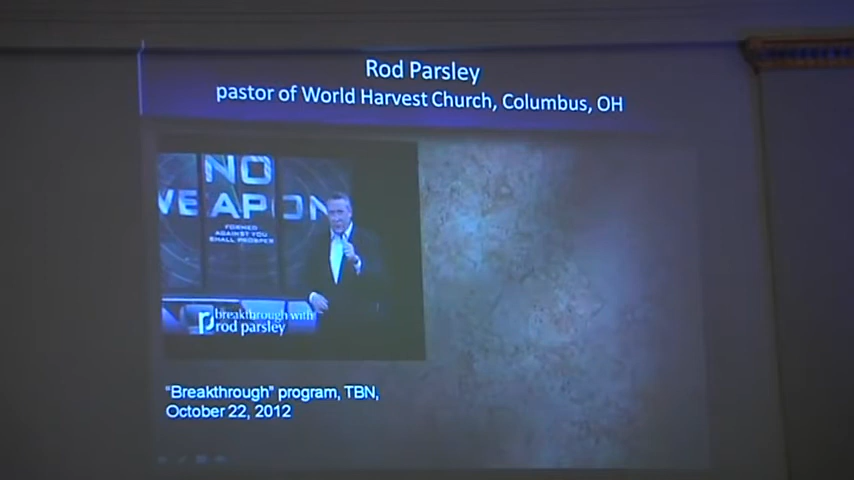 Rod Parsley
pastor of World Harvest Church, Columbus, OH
NO
WEAPON
FORMED
AGAINST YOU
SHALL PROSPER
breakthrough with
rod parsley
"Breakthrough" program, TBN,
October 22, 2012